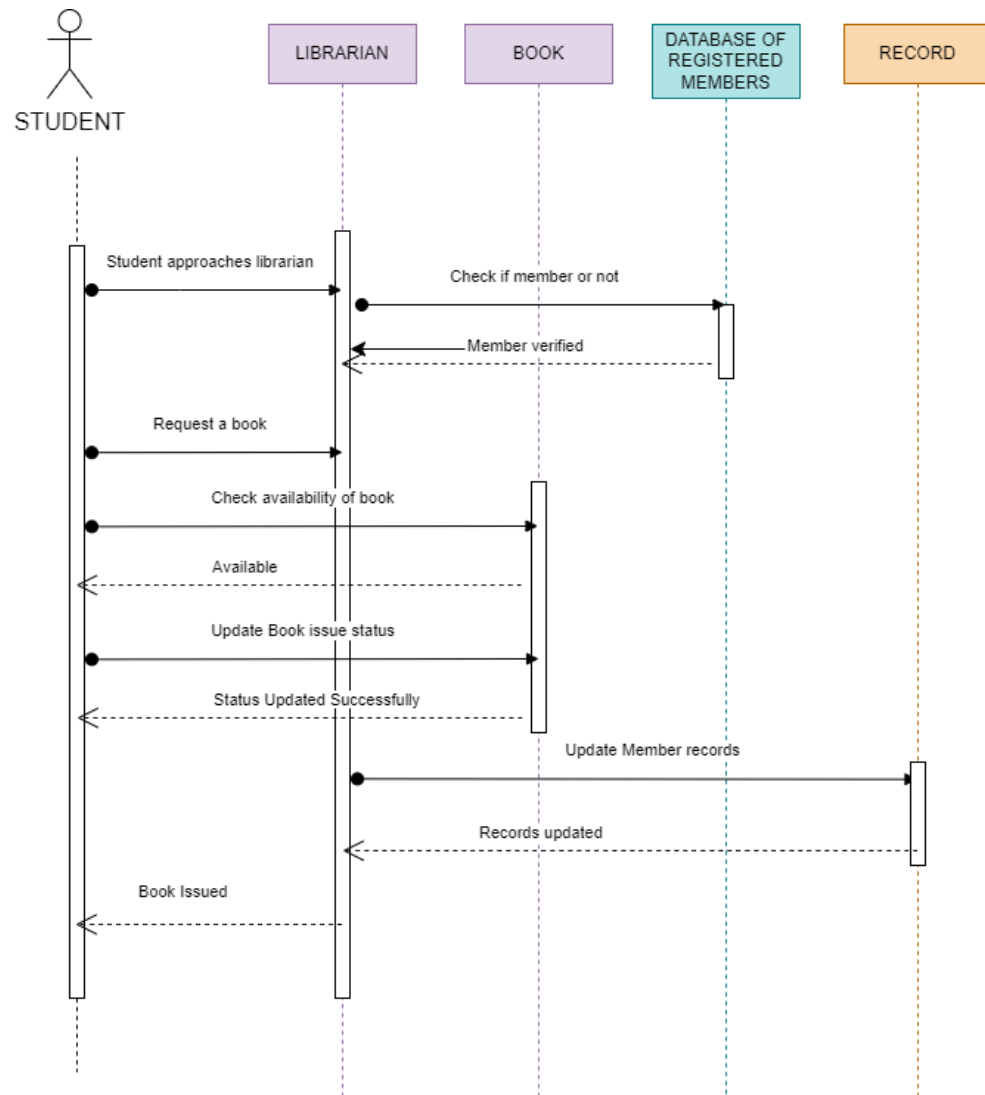 STUDENT
LIBRARIAN
BOOK
DATABASE OF
REGISTERED
MEMBERS
RECORD
Student approaches librarian
Check if member or not
Member verified
Request a book
Check availability of book
Available
Update Book issue status
Status Updated Successfully
Update Member records
Records updated
Book Issued